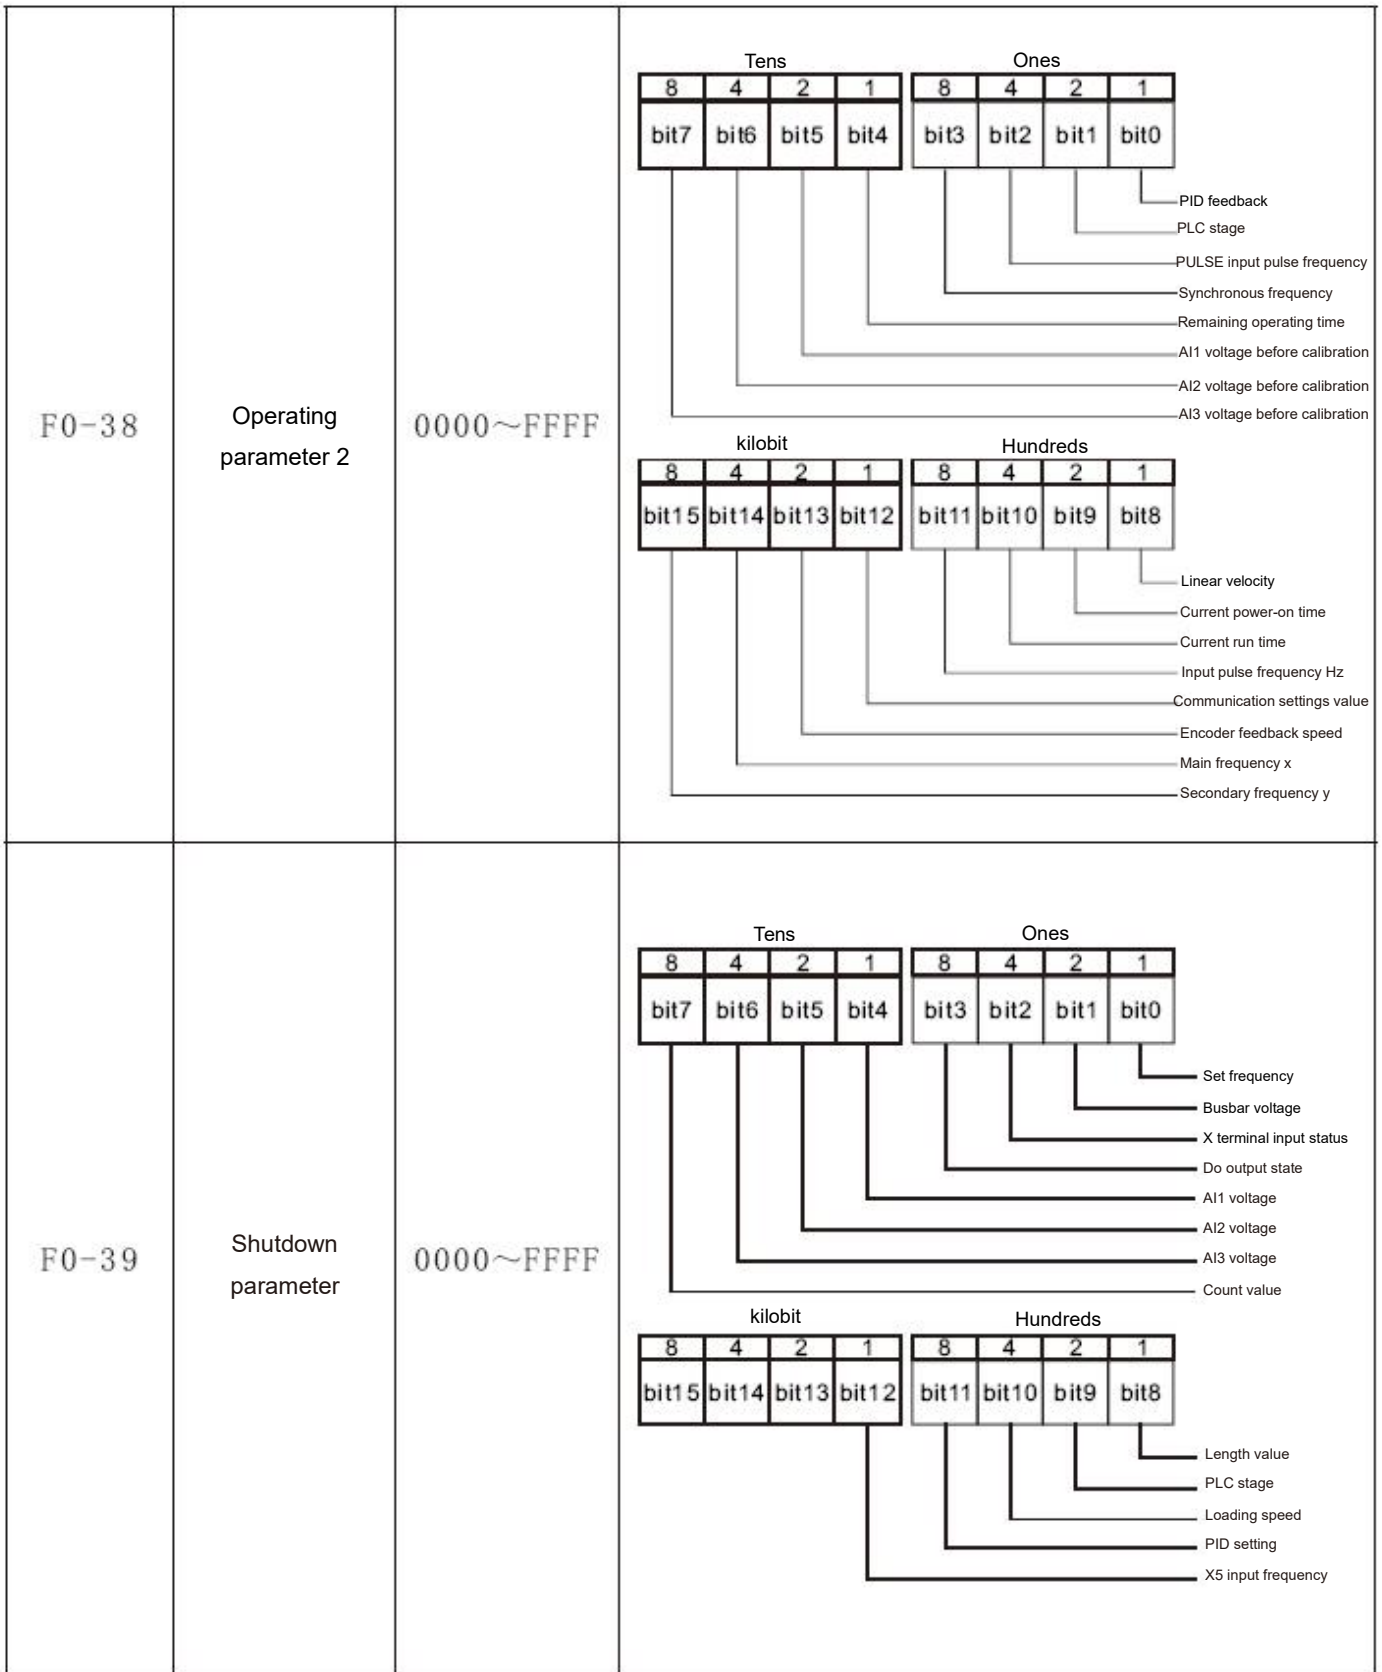 F0-38
Operating
parameter 2
0000~FFFF
Tens Ones
8 4 2 1 8 4 2 1
bit7 bit6 bit5 bit4 bit3 bit2 bit1 bit0
PID feedback
PLC stage
PULSE input pulse frequency
Synchronous frequency
Remaining operating time
AI1 voltage before calibration
AI2 voltage before calibration
AI3 voltage before calibration
kilobit Hundreds
8 4 2 1 8 4 2 1
bit15 bit14 bit13 bit12 bit11 bit10 bit9 bit8
Linear velocity
Current power-on time
Current run time
Input pulse frequency Hz
Communication settings value
Encoder feedback speed
Main frequency x
Secondary frequency y
F0-39
Shutdown
parameter
0000~FFFF
Tens Ones
8 4 2 1 8 4 2 1
bit7 bit6 bit5 bit4 bit3 bit2 bit1 bit0
Set frequency
Busbar voltage
X terminal input status
Do output state
AI1 voltage
AI2 voltage
AI3 voltage
Count value
kilobit Hundreds
8 4 2 1 8 4 2 1
bit15 bit14 bit13 bit12 bit11 bit10 bit9 bit8
Length value
PLC stage
Loading speed
PID setting
X5 input frequency